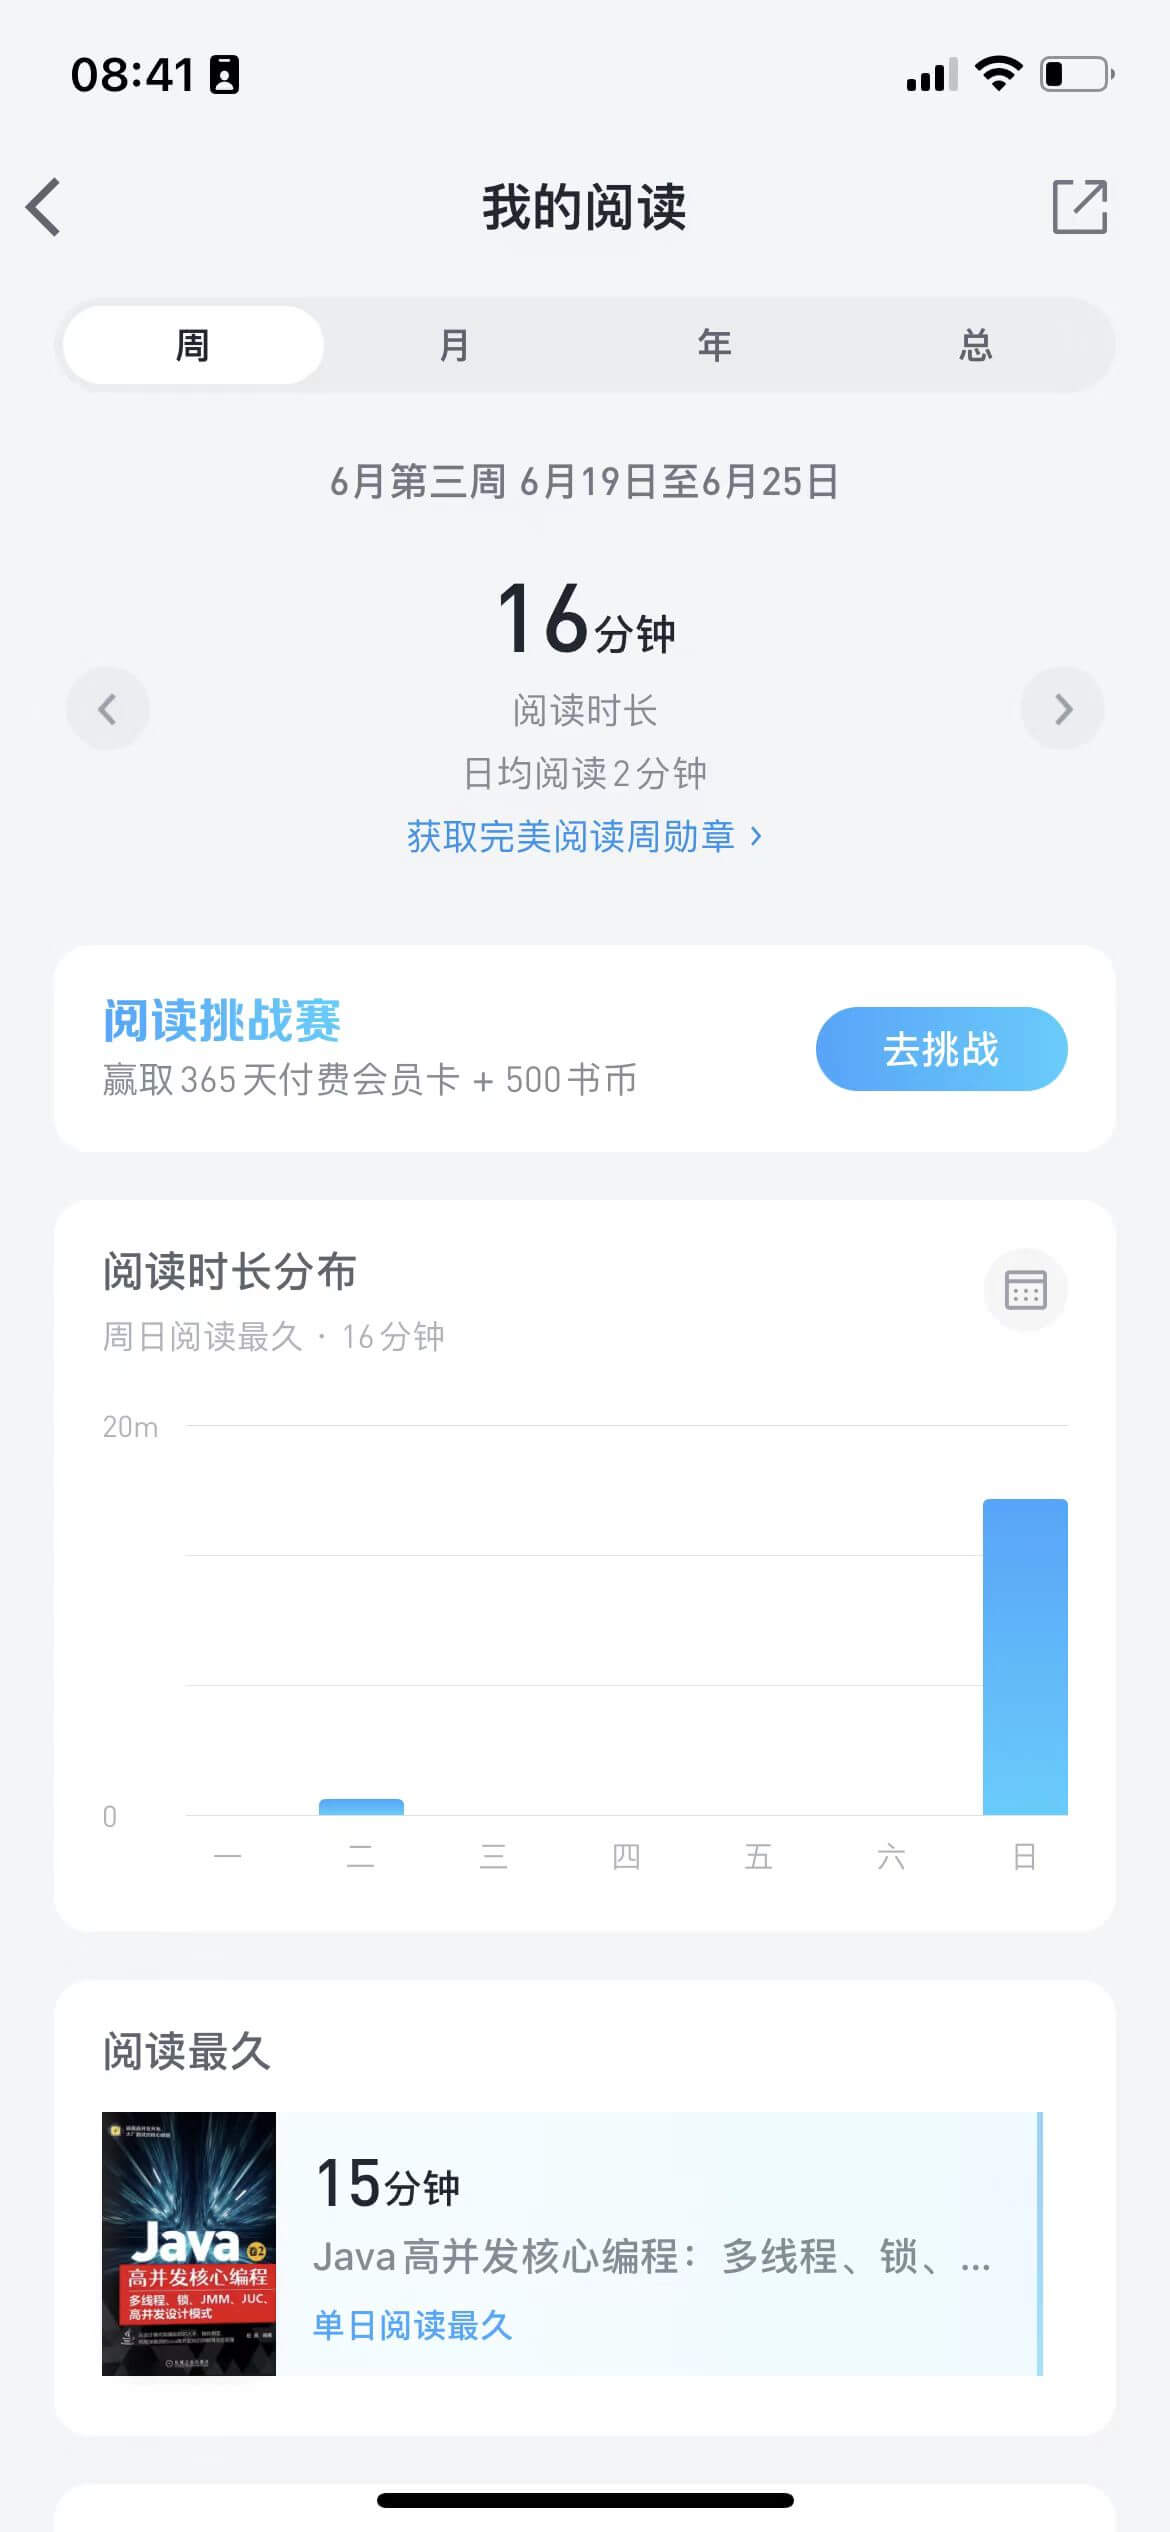 08:41
我的阅读
周 月 年 总
6月第三周 6月19日至6月25日
16分钟
阅读时长
日均阅读2分钟
获取完美阅读周勋章
阅读挑战赛
赢取365天付费会员卡 + 500书币
去挑战
阅读时长分布
周日阅读最久 · 16分钟
20m
0
一 二 三 四 五 六 日
阅读最久
15分钟
Java高并发核心编程：多线程、锁、...
单日阅读最久
Java
卷2
高并发核心编程
多线程、锁、JMM、JUC、
高并发设计模式